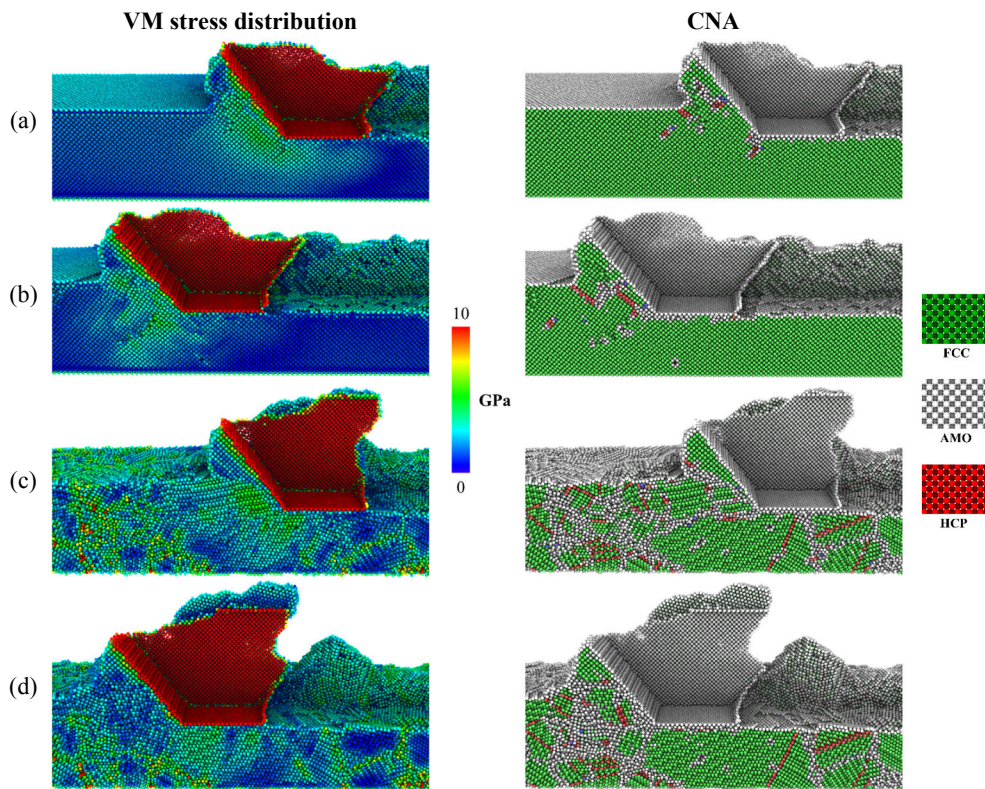 VM stress distribution
CNA
(a)
(b)
10
GPa
0
FCC
AMO
HCP
(c)
(d)